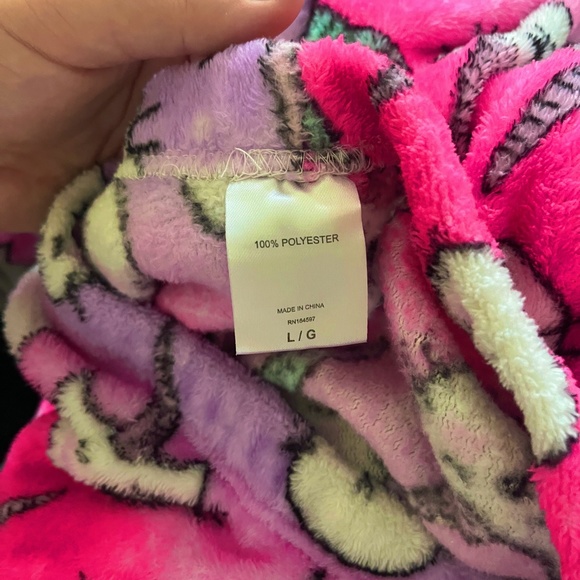 100% POLYESTER
MADE IN CHINA
RN164597
L / G